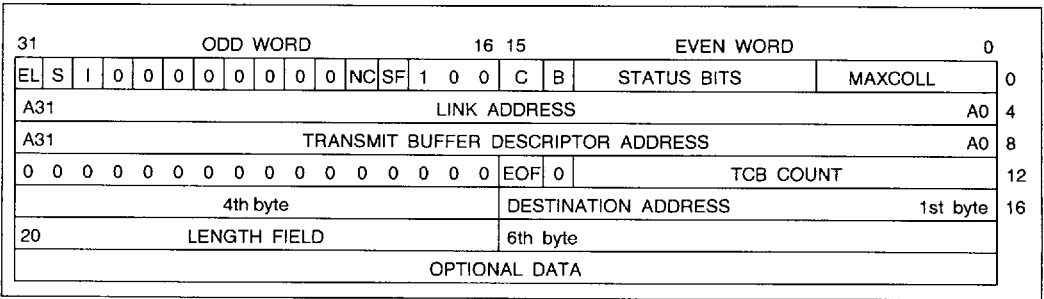 31 ODD WORD 16 15 EVEN WORD 0
EL S I 0 0 0 0 0 0 0 0 NC SF 1 0 0 C B STATUS BITS MAXCOLL 0
A31 LINK ADDRESS A0 4
A31 TRANSMIT BUFFER DESCRIPTOR ADDRESS A0 8
0 0 0 0 0 0 0 0 0 0 0 0 0 0 0 0 EOF 0 TCB COUNT 12
4th byte DESTINATION ADDRESS 1st byte 16
20 LENGTH FIELD 6th byte
OPTIONAL DATA